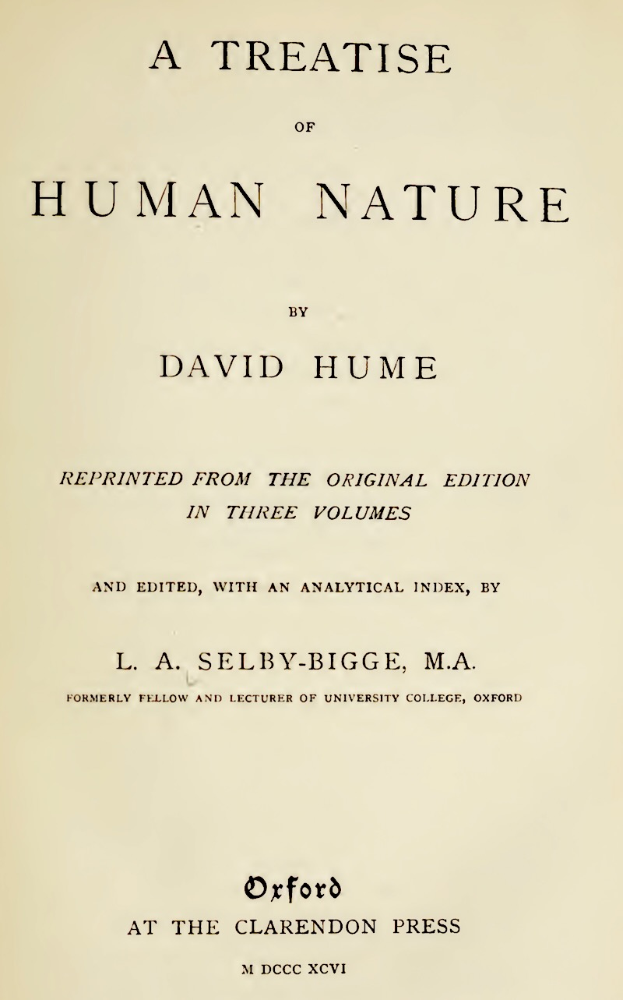 A TREATISE
OF
HUMAN NATURE
BY
DAVID HUME
REPRINTED FROM THE ORIGINAL EDITION
IN THREE VOLUMES
AND EDITED, WITH AN ANALYTICAL INDEX, BY
L. A. SELBY-BIGGE, M.A.
FORMERLY FELLOW AND LECTURER OF UNIVERSITY COLLEGE, OXFORD
Oxford
AT THE CLARENDON PRESS
M DCCC XCVI